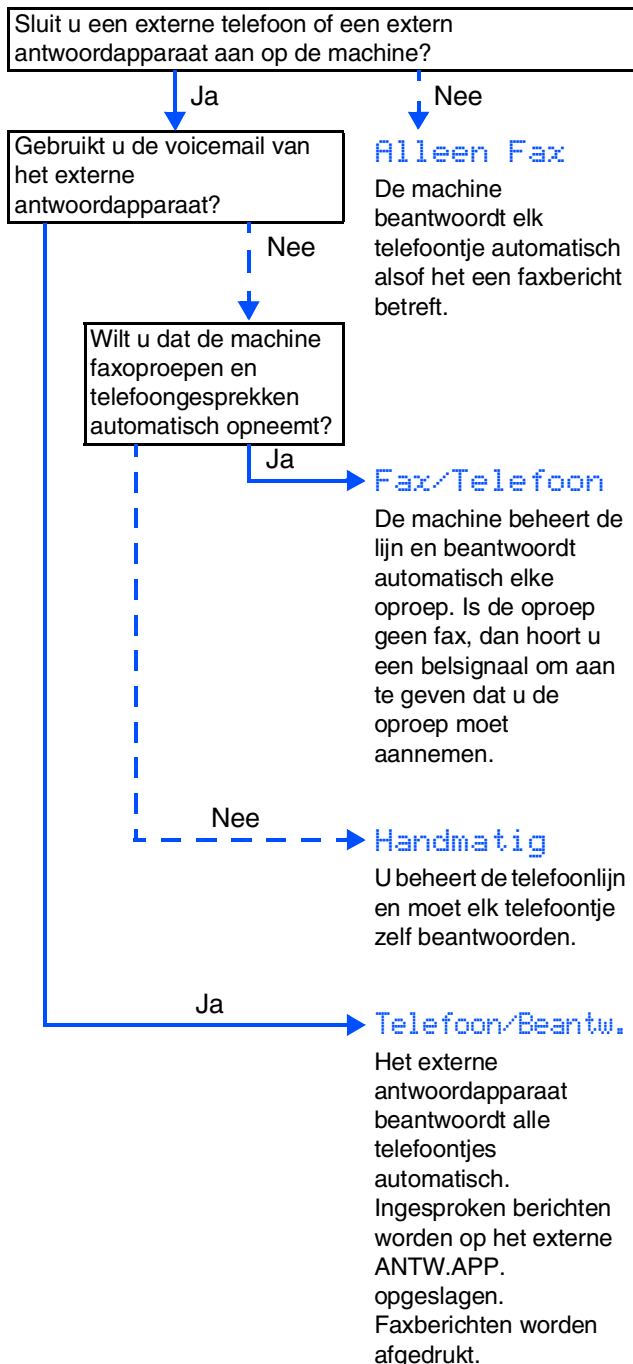 Sluit u een externe telefoon of een extern
antwoordapparaat aan op de machine?
Ja
Nee
Gebruikt u de voicemail van
het externe
antwoordapparaat?
Alleen Fax
De machine
beantwoordt elk
telefoontje automatisch
alsof het een faxbericht
betreft.
Nee
Wilt u dat de machine
faxoproepen en
telefoongesprekken
automatisch opneemt?
Ja
Fax/Telefoon
De machine beheert de
lijn en beantwoordt
automatisch elke
oproep. Is de oproep
geen fax, dan hoort u
een belsignaal om aan
te geven dat u de
oproep moet
aannemen.
Nee
Handmatig
U beheert de telefoonlijn
en moet elk telefoontje
zelf beantwoorden.
Ja
Telefoon/Beantw.
Het externe
antwoordapparaat
beantwoordt alle
telefoontjes
automatisch.
Ingesproken berichten
worden op het externe
ANTW.APP.
opgeslagen.
Faxberichten worden
afgedrukt.